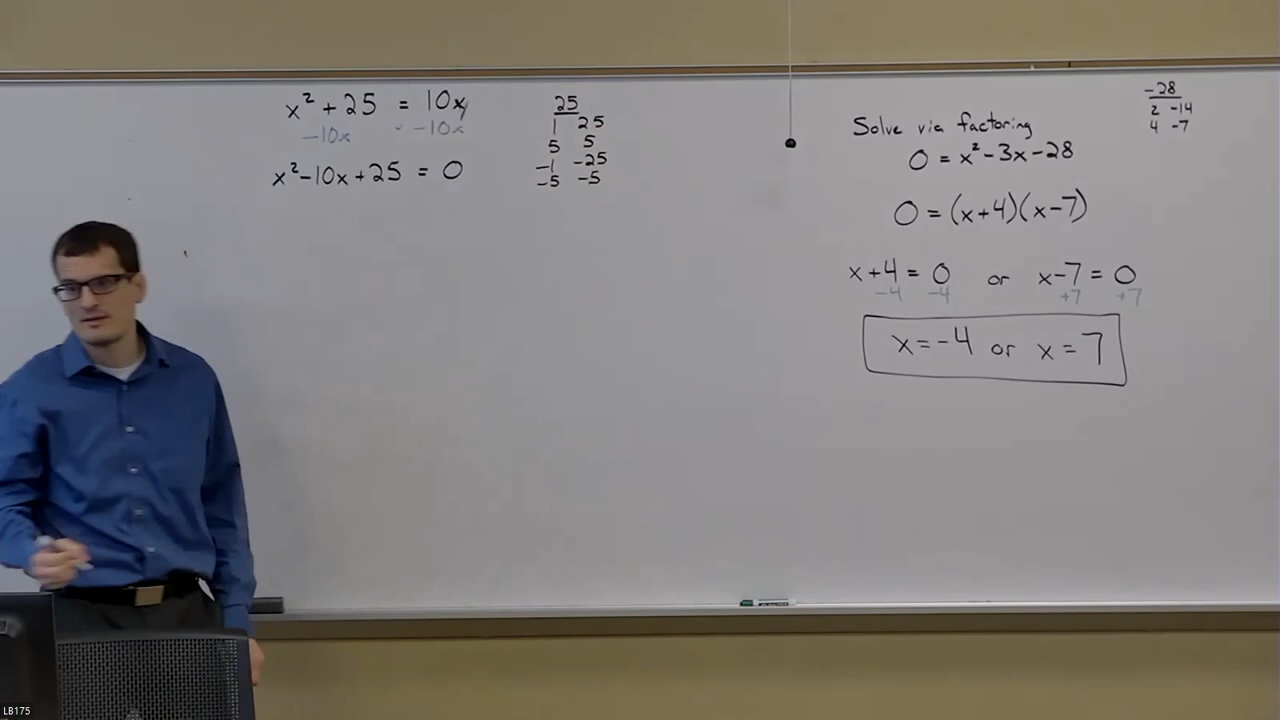 x² + 25 = 10x
-10x -10x
x² - 10x + 25 = 0
25
1 25
5 5
-1 -25
-5 -5
Solve via factoring
0 = x² - 3x - 28
0 = (x+4)(x-7)
x+4 = 0 or x-7 = 0
-4 -4 +7 +7
x = -4 or x = 7
-28
2 -14
4 -7
LB175